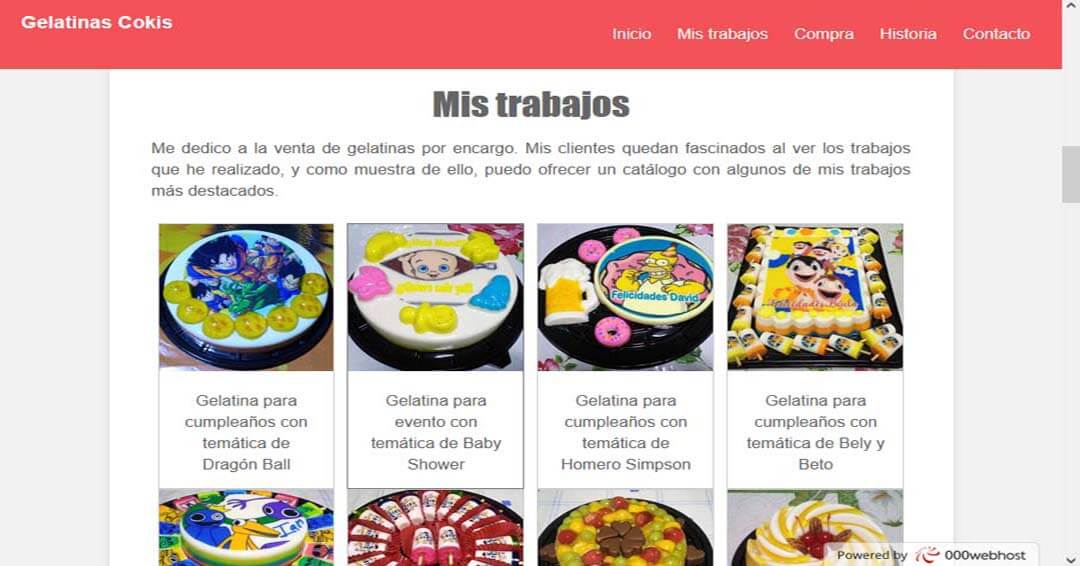 Gelatinas Cokis
Inicio Mis trabajos Compra Historia Contacto
Mis trabajos
Me dedico a la venta de gelatinas por encargo. Mis clientes quedan fascinados al ver los trabajos
que he realizado, y como muestra de ello, puedo ofrecer un catálogo con algunos de mis trabajos
más destacados.
Felicidades David
Gelatina para
cumpleaños con
temática de
Dragón Ball
Gelatina para
evento con
temática de Baby
Shower
Gelatina para
cumpleaños con
temática de
Homero Simpson
Gelatina para
cumpleaños con
temática de Bely y
Beto
Ian
Powered by 000webhost